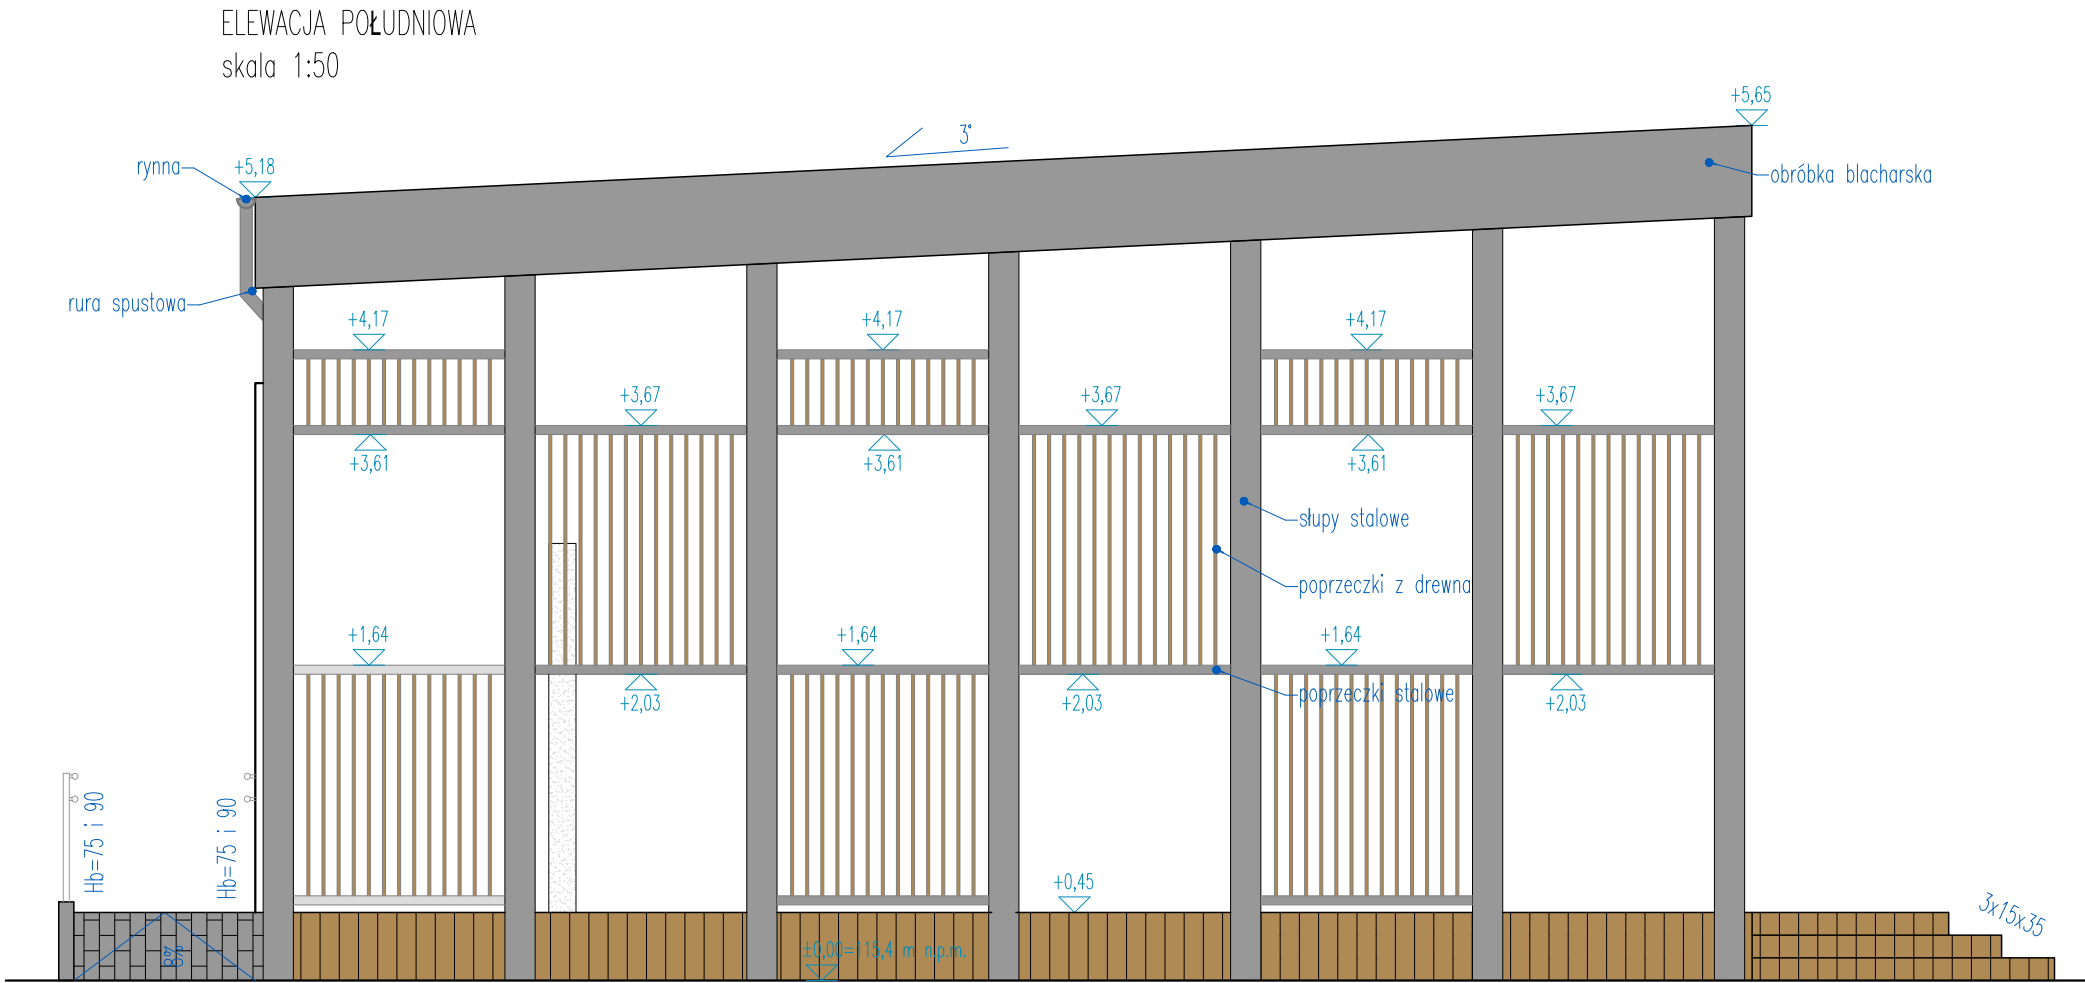 ELEWACJA POŁUDNIOWA
skala 1:50
+5,65
3°
rynna
+5,18
obróbka blacharska
rura spustowa
+4,17
+4,17
+4,17
+3,67
+3,67
+3,67
+3,61
+3,61
+3,61
słupy stalowe
poprzeczki z drewna
+1,64
+1,64
+1,64
poprzeczki stalowe
+2,03
+2,03
+2,03
Hb=75 i 90
Hb=75 i 90
+0,45
3x15x35
8%
±0,00=115,4 m n.p.m.